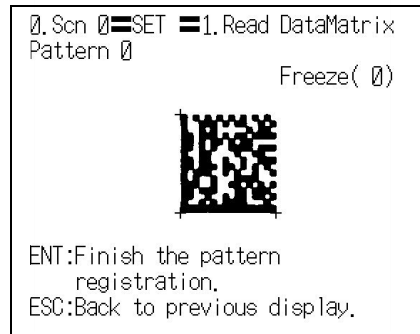 0.Scn 0=SET =1.Read DataMatrix
Pattern 0
Freeze( 0)
ENT:Finish the pattern
registration.
ESC:Back to previous display.